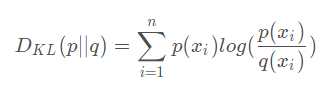 D_{KL}(p||q) = \sum_{i=1}^{n} p(x_i)log(\frac{p(x_i)}{q(x_i)})